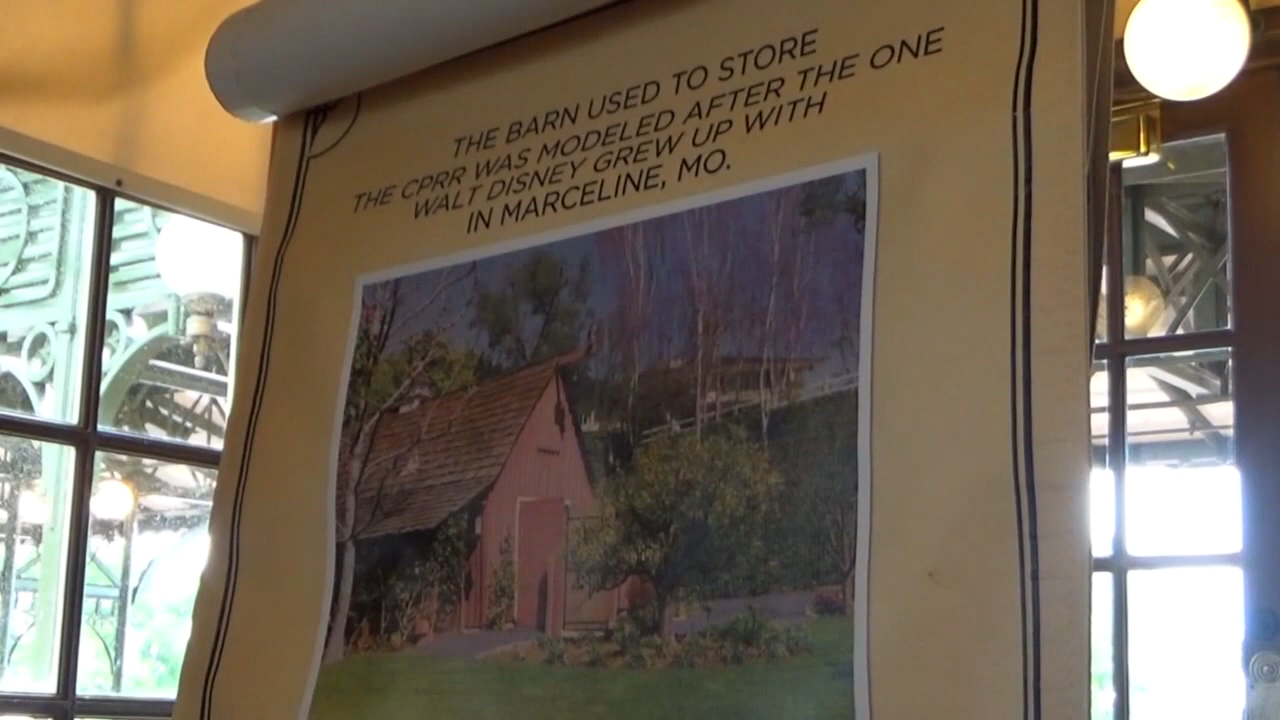 THE BARN USED TO STORE
THE CPRR WAS MODELED AFTER THE ONE
WALT DISNEY GREW UP WITH
IN MARCELINE, MO.